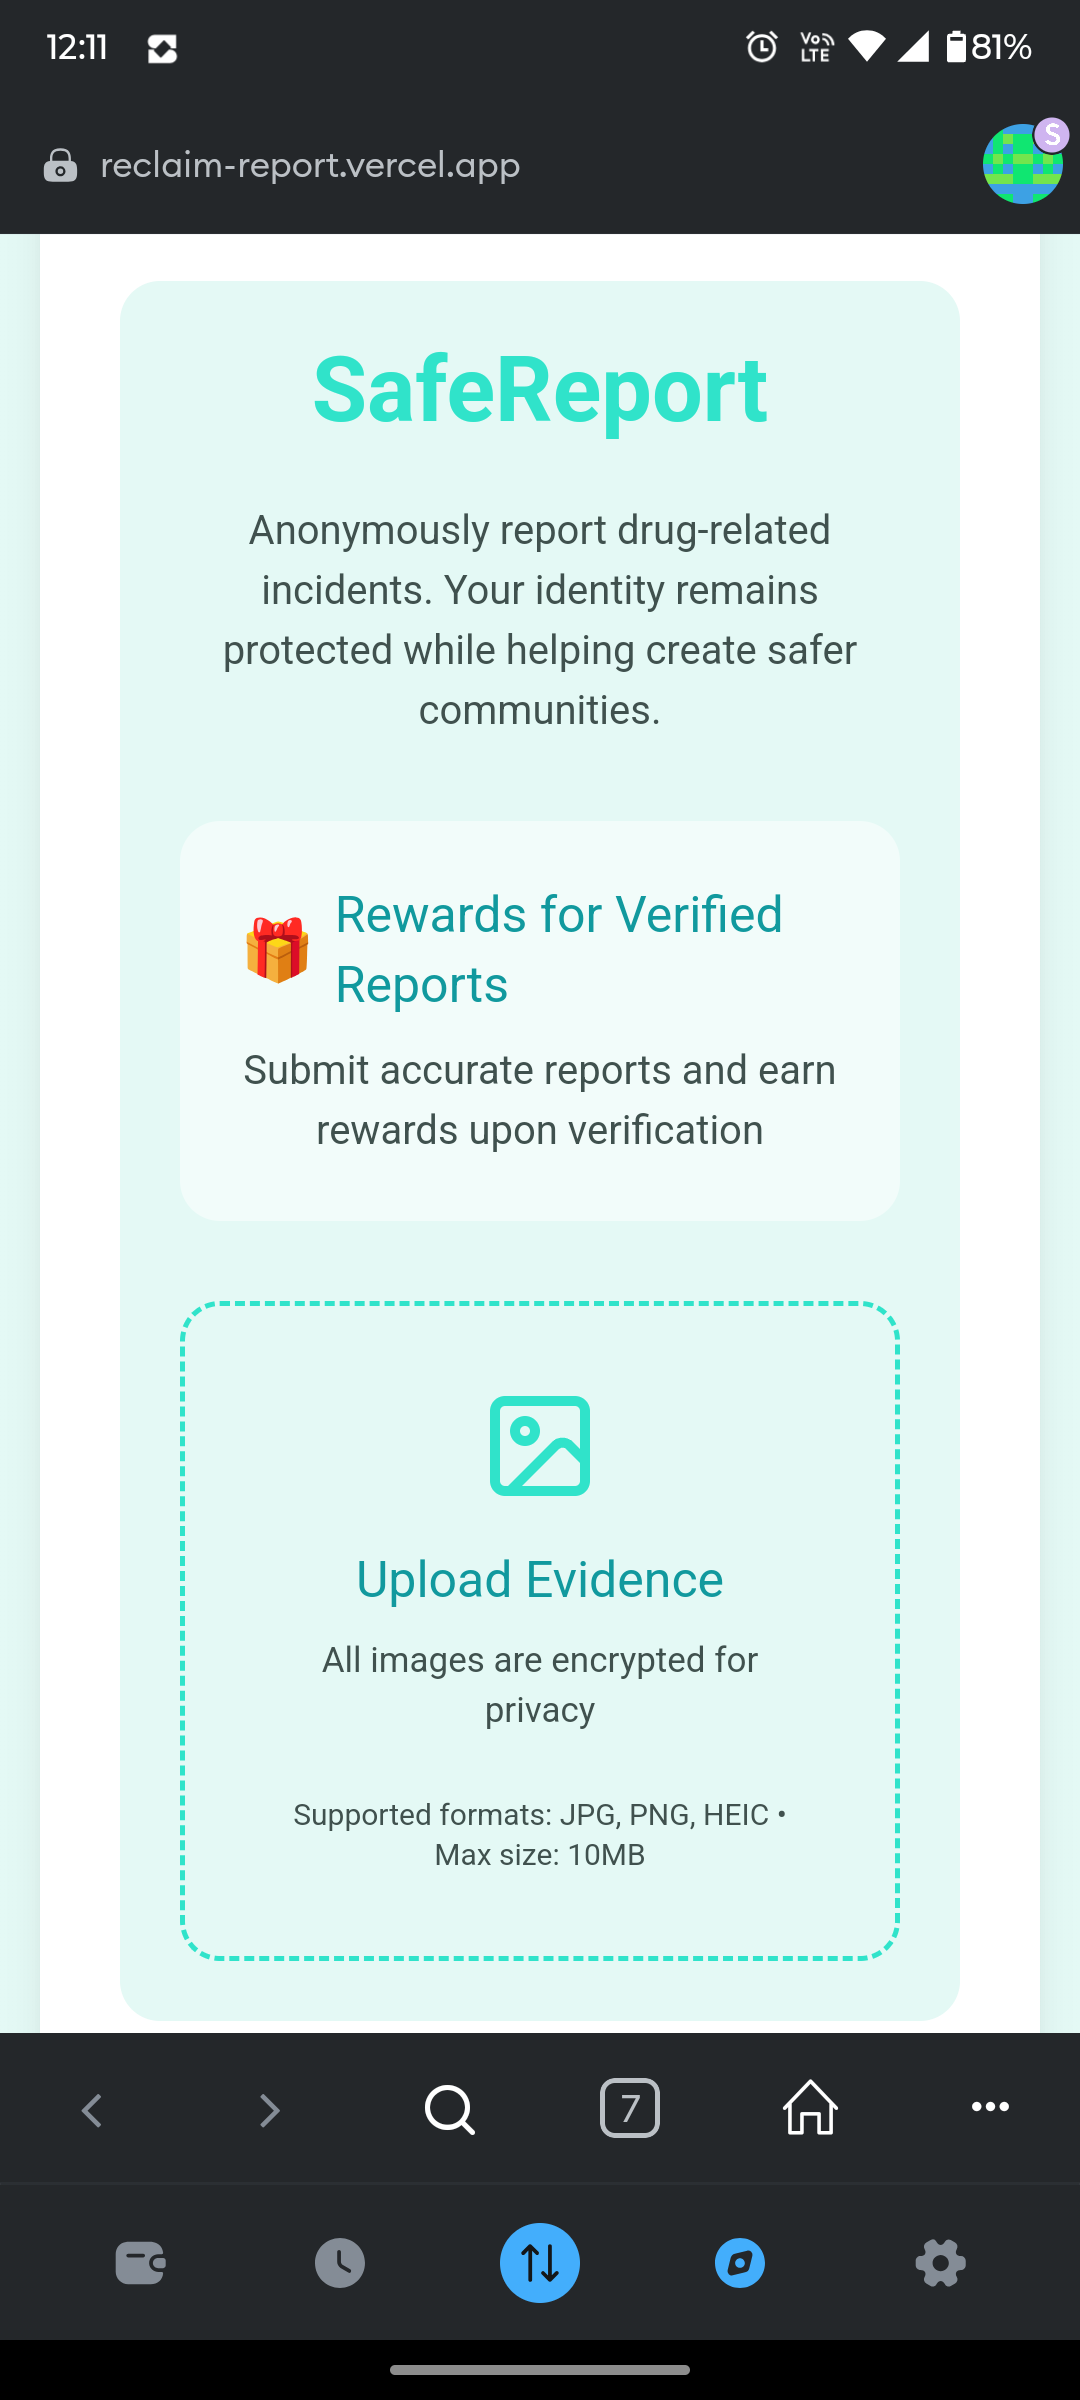 12:11
Vo
LTE
81%
reclaim-report.vercel.app
S
SafeReport
Anonymously report drug-related
incidents. Your identity remains
protected while helping create safer
communities.
Rewards for Verified
Reports
Submit accurate reports and earn
rewards upon verification
Upload Evidence
All images are encrypted for
privacy
Supported formats: JPG, PNG, HEIC •
Max size: 10MB
7